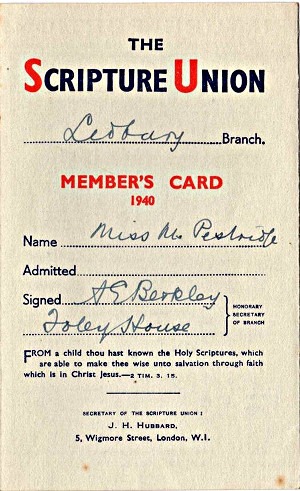 THE
SCRIPTURE UNION
Ledbury Branch.
MEMBER'S CARD
1940
Name Miss M. Pestridge
Admitted
Signed A E Berkley
Foley House
HONORARY
SECRETARY
OF BRANCH
FROM a child thou hast known the Holy Scriptures, which
are able to make thee wise unto salvation through faith
which is in Christ Jesus.—2 TIM. 3. 15.
SECRETARY OF THE SCRIPTURE UNION:
J. H. HUBBARD,
5, Wigmore Street, London, W.1.